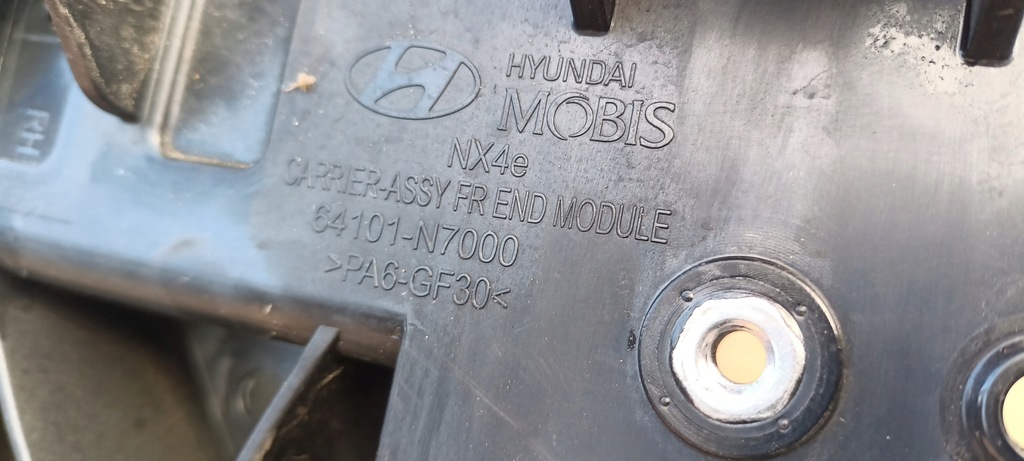 HYUNDAI
MOBIS
NX4e
CARRIER-ASSY FR END MODULE
64101-N7000
>PA6-GF30<
RH